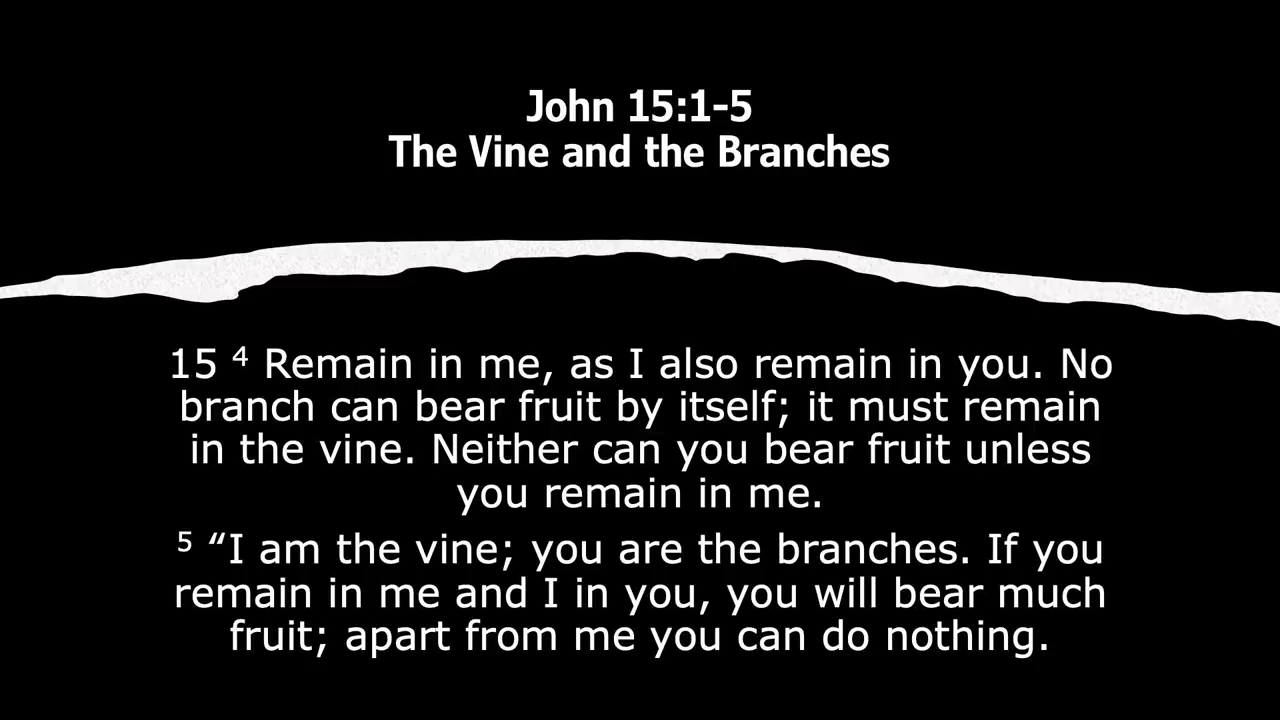 John 15:1-5
The Vine and the Branches
15 ⁴ Remain in me, as I also remain in you. No
branch can bear fruit by itself; it must remain
in the vine. Neither can you bear fruit unless
you remain in me.
⁵ “I am the vine; you are the branches. If you
remain in me and I in you, you will bear much
fruit; apart from me you can do nothing.